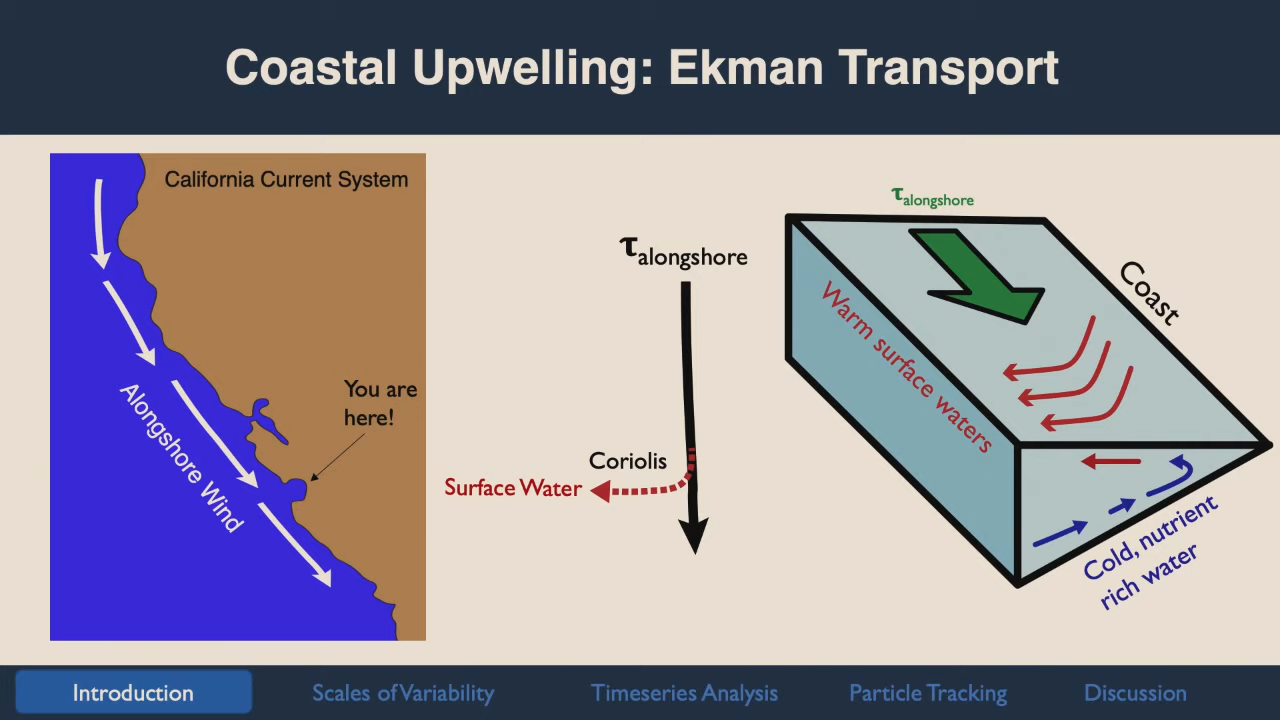 Coastal Upwelling: Ekman Transport
California Current System
You are
here!
Alongshore Wind
τalongshore
Coriolis
Surface Water
τalongshore
Coast
Warm surface waters
Cold, nutrient
rich water
Introduction
Scales of Variability
Timeseries Analysis
Particle Tracking
Discussion